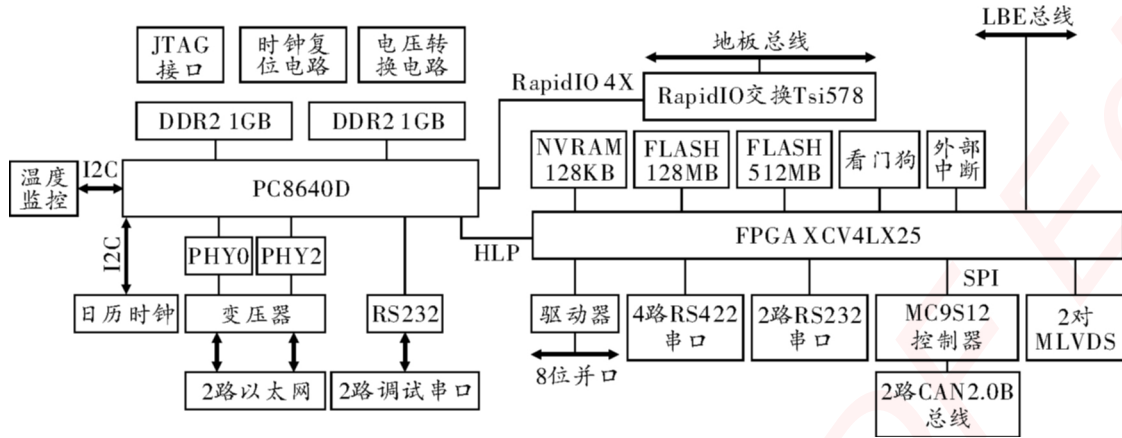 LBE总线
JTAG
接口
时钟复
位电路
电压转
换电路
地板总线
RapidIO 4X
RapidIO交换Tsi578
DDR2 1GB
DDR2 1GB
NVRAM
128KB
FLASH
128MB
FLASH
512MB
看门狗
外部
中断
温度
监控
I2C
PC8640D
FPGA XCV4LX25
HLP
I2C
PHY0
PHY2
SPI
日历时钟
变压器
RS232
驱动器
4路RS422
串口
2路RS232
串口
MC9S12
控制器
2对
MLVDS
8位并口
2路以太网
2路调试串口
2路CAN2.0B
总线